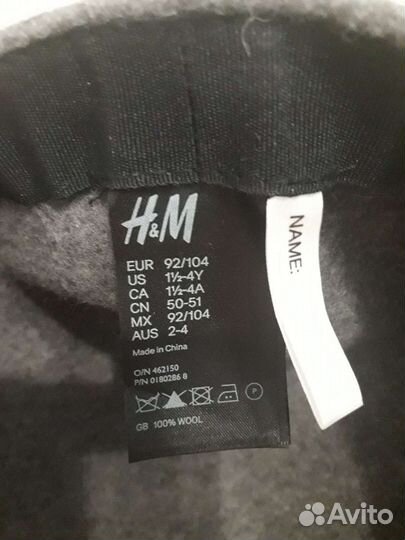 H&M
EUR 92/104
US 1½-4Y
CA 1½-4A
CN 50-51
MX 92/104
AUS 2-4
Made in China
O/N 462150
P/N 0180286 8
P
GB 100% WOOL
NAME:
Avito